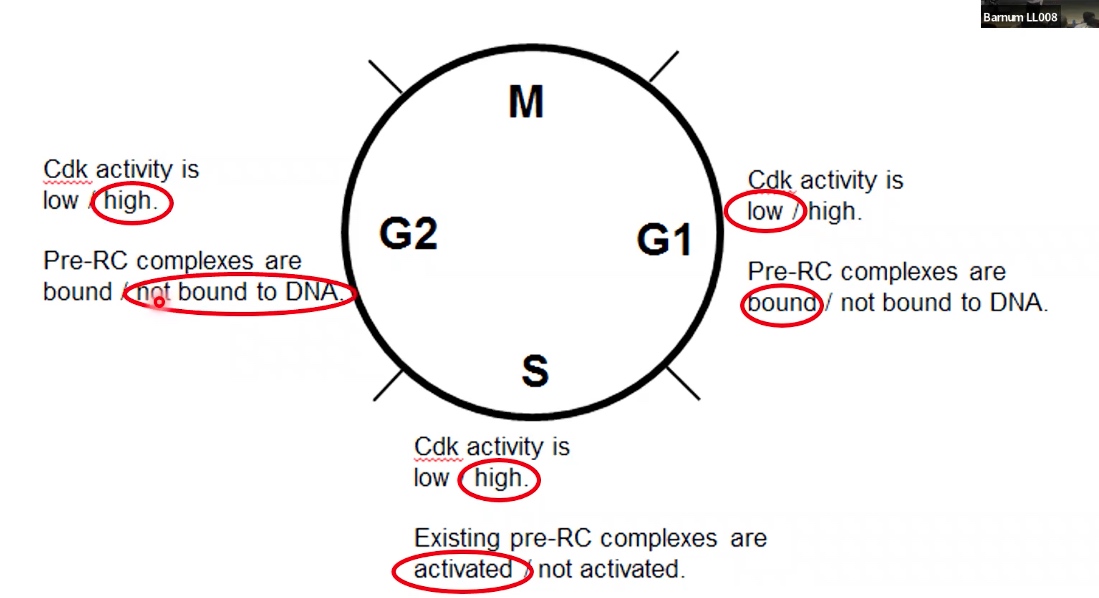 Barnum LL008
M
Cdk activity is
low / high.
Pre-RC complexes are
bound / not bound to DNA.
G2
G1
Cdk activity is
low / high.
Pre-RC complexes are
bound / not bound to DNA.
S
Cdk activity is
low / high.
Existing pre-RC complexes are
activated / not activated.